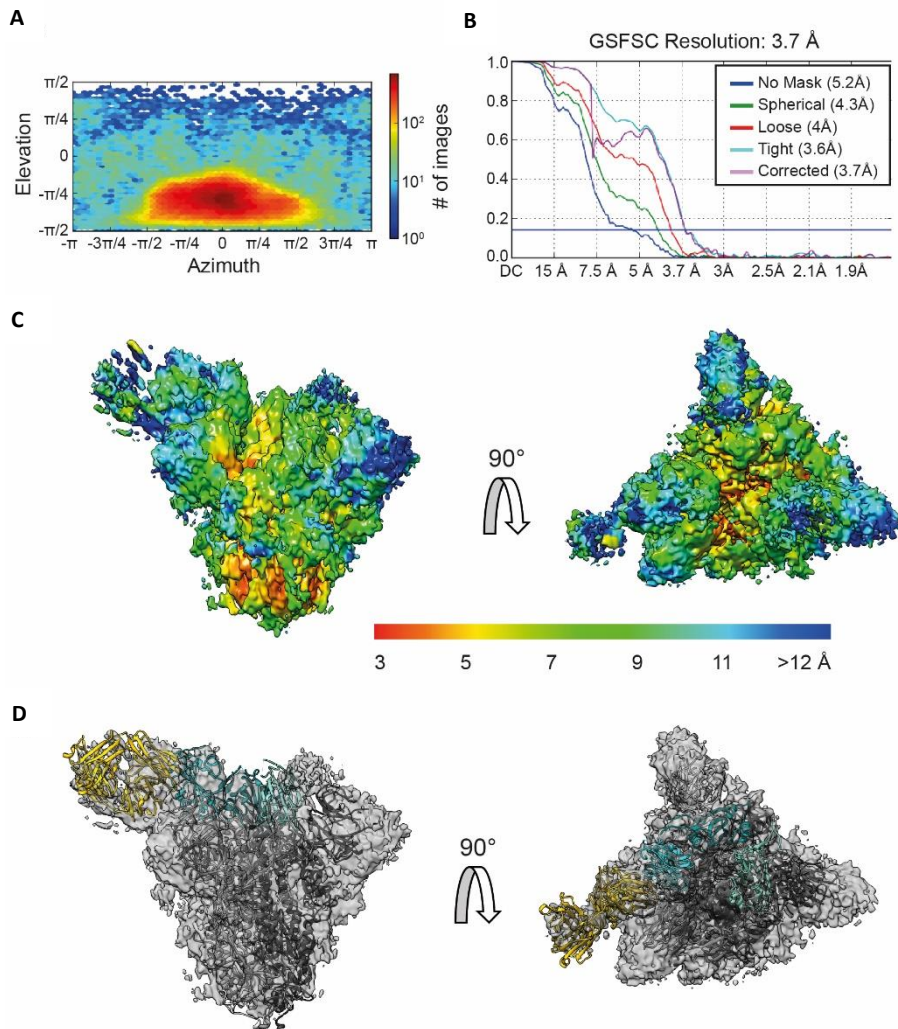 A
π/2
π/4
0
-π/4
-π/2
-π -3π/4 -π/2 -π/4 0 π/4 π/2 3π/4 π
Elevation
Azimuth
10²
10¹
10⁰
# of images
B
GSFSC Resolution: 3.7 Å
1.0
0.8
0.6
0.4
0.2
0.0
DC 15 Å 7.5 Å 5 Å 3.7 Å 3Å 2.5Å 2.1Å 1.9Å
No Mask (5.2Å)
Spherical (4.3Å)
Loose (4Å)
Tight (3.6Å)
Corrected (3.7Å)
C
90°
3 5 7 9 11 >12 Å
D
90°